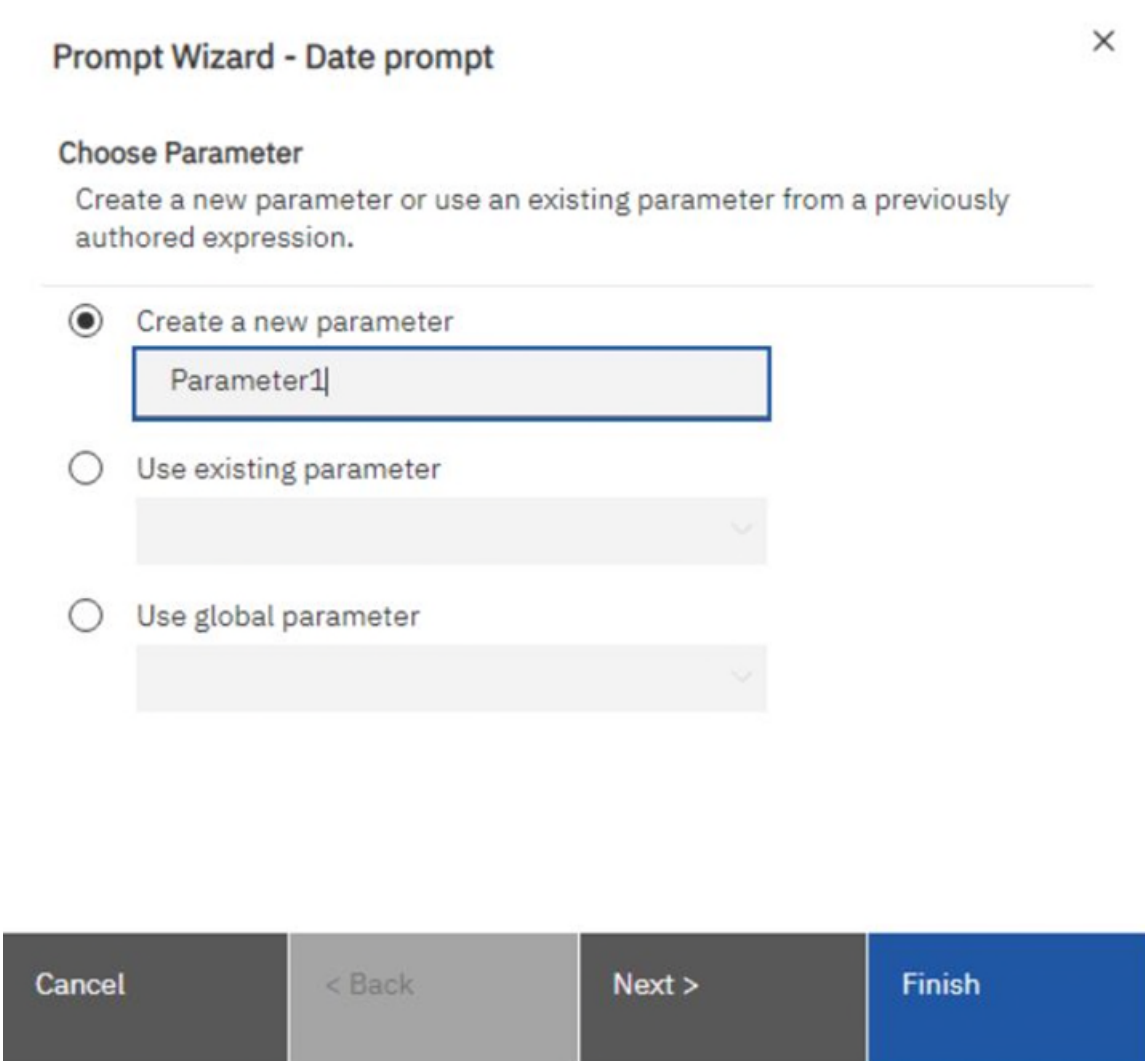 Prompt Wizard - Date prompt
Choose Parameter
Create a new parameter or use an existing parameter from a previously
authored expression.
Create a new parameter
Parameter1
Use existing parameter
Use global parameter
Cancel
< Back
Next >
Finish